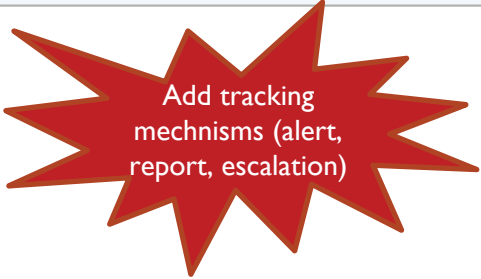 Add tracking
mechnisms (alert,
report, escalation)